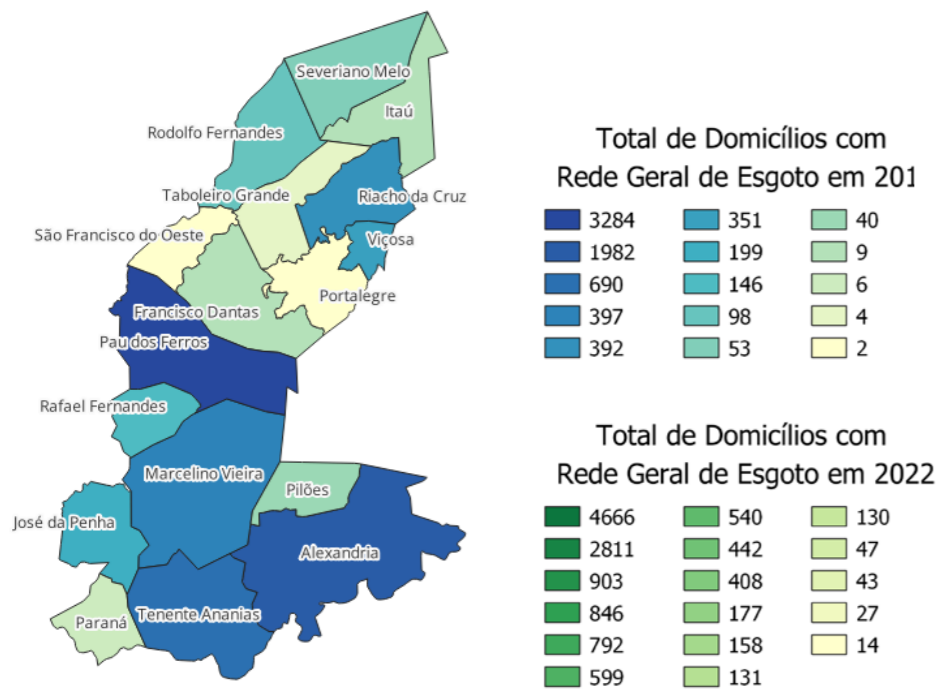 Severiano Melo
Itaú
Rodolfo Fernandes
Taboleiro Grande
Riacho da Cruz
São Francisco do Oeste
Viçosa
Portalegre
Francisco Dantas
Pau dos Ferros
Rafael Fernandes
Marcelino Vieira
Pilões
José da Penha
Alexandria
Paraná
Tenente Ananias
Total de Domicílios com
Rede Geral de Esgoto em 201
3284 351 40
1982 199 9
690 146 6
397 98 4
392 53 2
Total de Domicílios com
Rede Geral de Esgoto em 2022
4666 540 130
2811 442 47
903 408 43
846 177 27
792 158 14
599 131